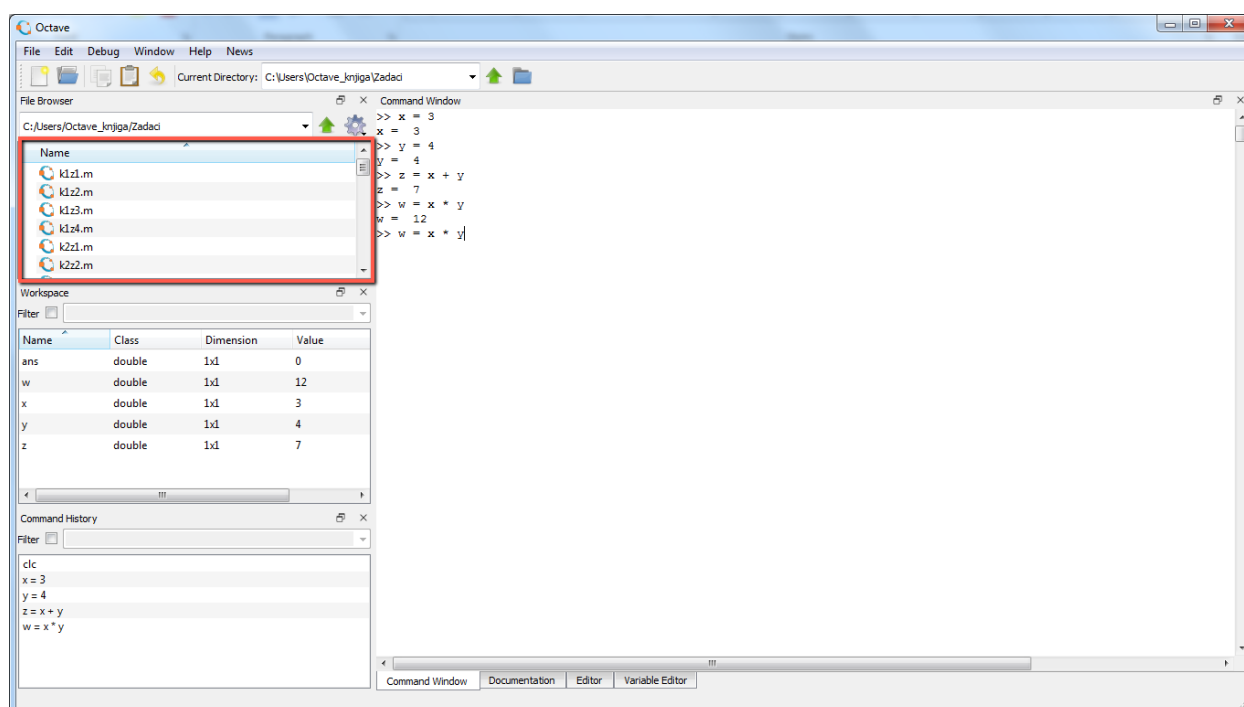 Octave
File Edit Debug Window Help News
Current Directory: C:\Users\Octave_knjiga\Zadaci
File Browser
C:/Users/Octave_knjiga/Zadaci
Name
k1z1.m
k1z2.m
k1z3.m
k1z4.m
k2z1.m
k2z2.m
Workspace
Filter
Name Class Dimension Value
ans double 1x1 0
w double 1x1 12
x double 1x1 3
y double 1x1 4
z double 1x1 7
Command History
Filter
clc
x = 3
y = 4
z = x + y
w = x * y
Command Window
>> x = 3
x = 3
>> y = 4
y = 4
>> z = x + y
z = 7
>> w = x * y
w = 12
>> w = x * y
Command Window Documentation Editor Variable Editor